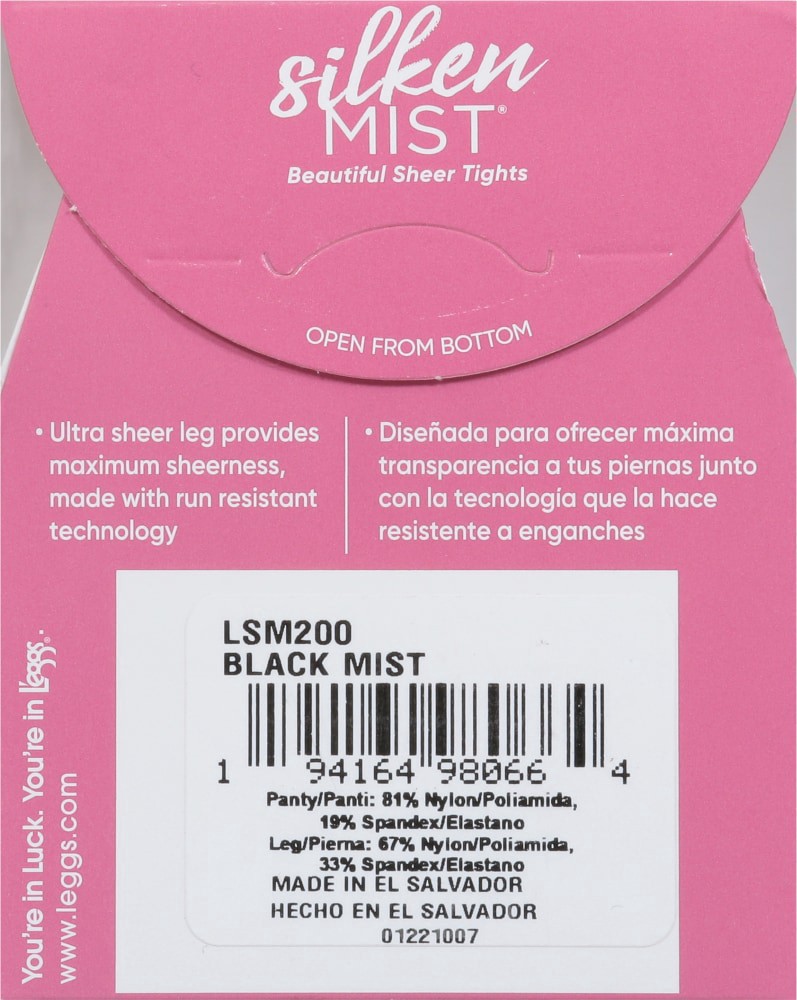 silken
MIST®
Beautiful Sheer Tights
OPEN FROM BOTTOM
• Ultra sheer leg provides
maximum sheerness,
made with run resistant
technology
• Diseñada para ofrecer máxima
transparencia a tus piernas junto
con la tecnología que la hace
resistente a enganches
LSM200
BLACK MIST
1 94164 98066 4
Panty/Panti: 81% Nylon/Poliamida,
19% Spandex/Elastano
Leg/Pierna: 67% Nylon/Poliamida,
33% Spandex/Elastano
MADE IN EL SALVADOR
HECHO EN EL SALVADOR
01221007
You're in Luck. You're in L'eggs®.
www.leggs.com